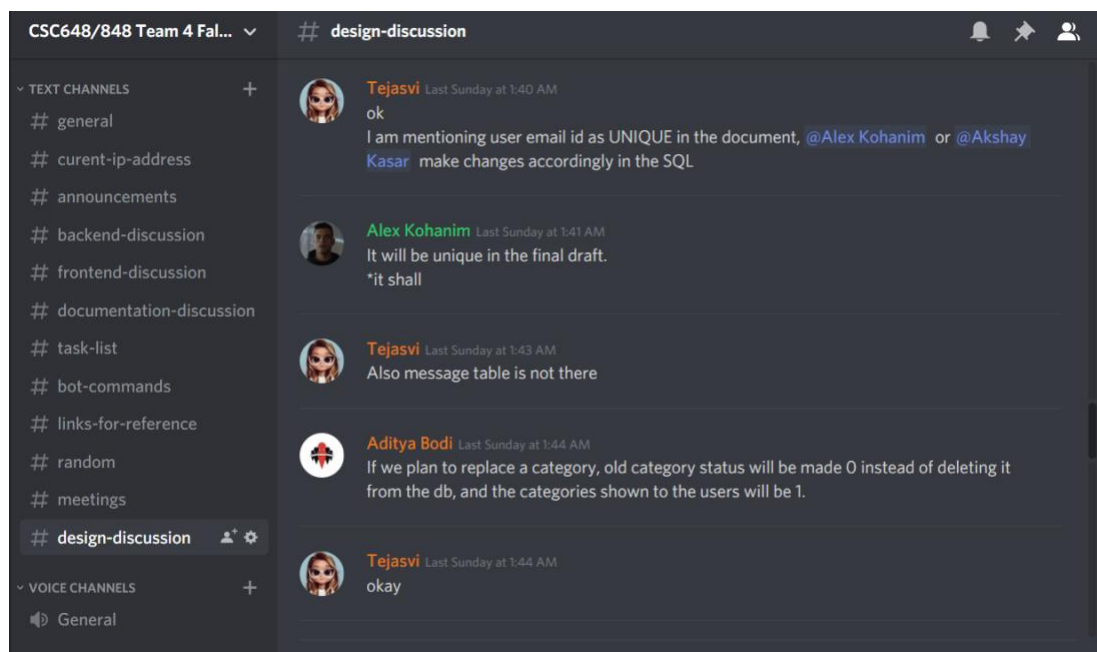 CSC648/848 Team 4 Fal...
TEXT CHANNELS
# general
# curent-ip-address
# announcements
# backend-discussion
# frontend-discussion
# documentation-discussion
# task-list
# bot-commands
# links-for-reference
# random
# meetings
# design-discussion
VOICE CHANNELS
General
# design-discussion
Tejasvi Last Sunday at 1:40 AM
ok
I am mentioning user email id as UNIQUE in the document, @Alex Kohanim or @Akshay
Kasar make changes accordingly in the SQL
Alex Kohanim Last Sunday at 1:41 AM
It will be unique in the final draft.
*it shall
Tejasvi Last Sunday at 1:43 AM
Also message table is not there
Aditya Bodi Last Sunday at 1:44 AM
If we plan to replace a category, old category status will be made 0 instead of deleting it
from the db, and the categories shown to the users will be 1.
Tejasvi Last Sunday at 1:44 AM
okay